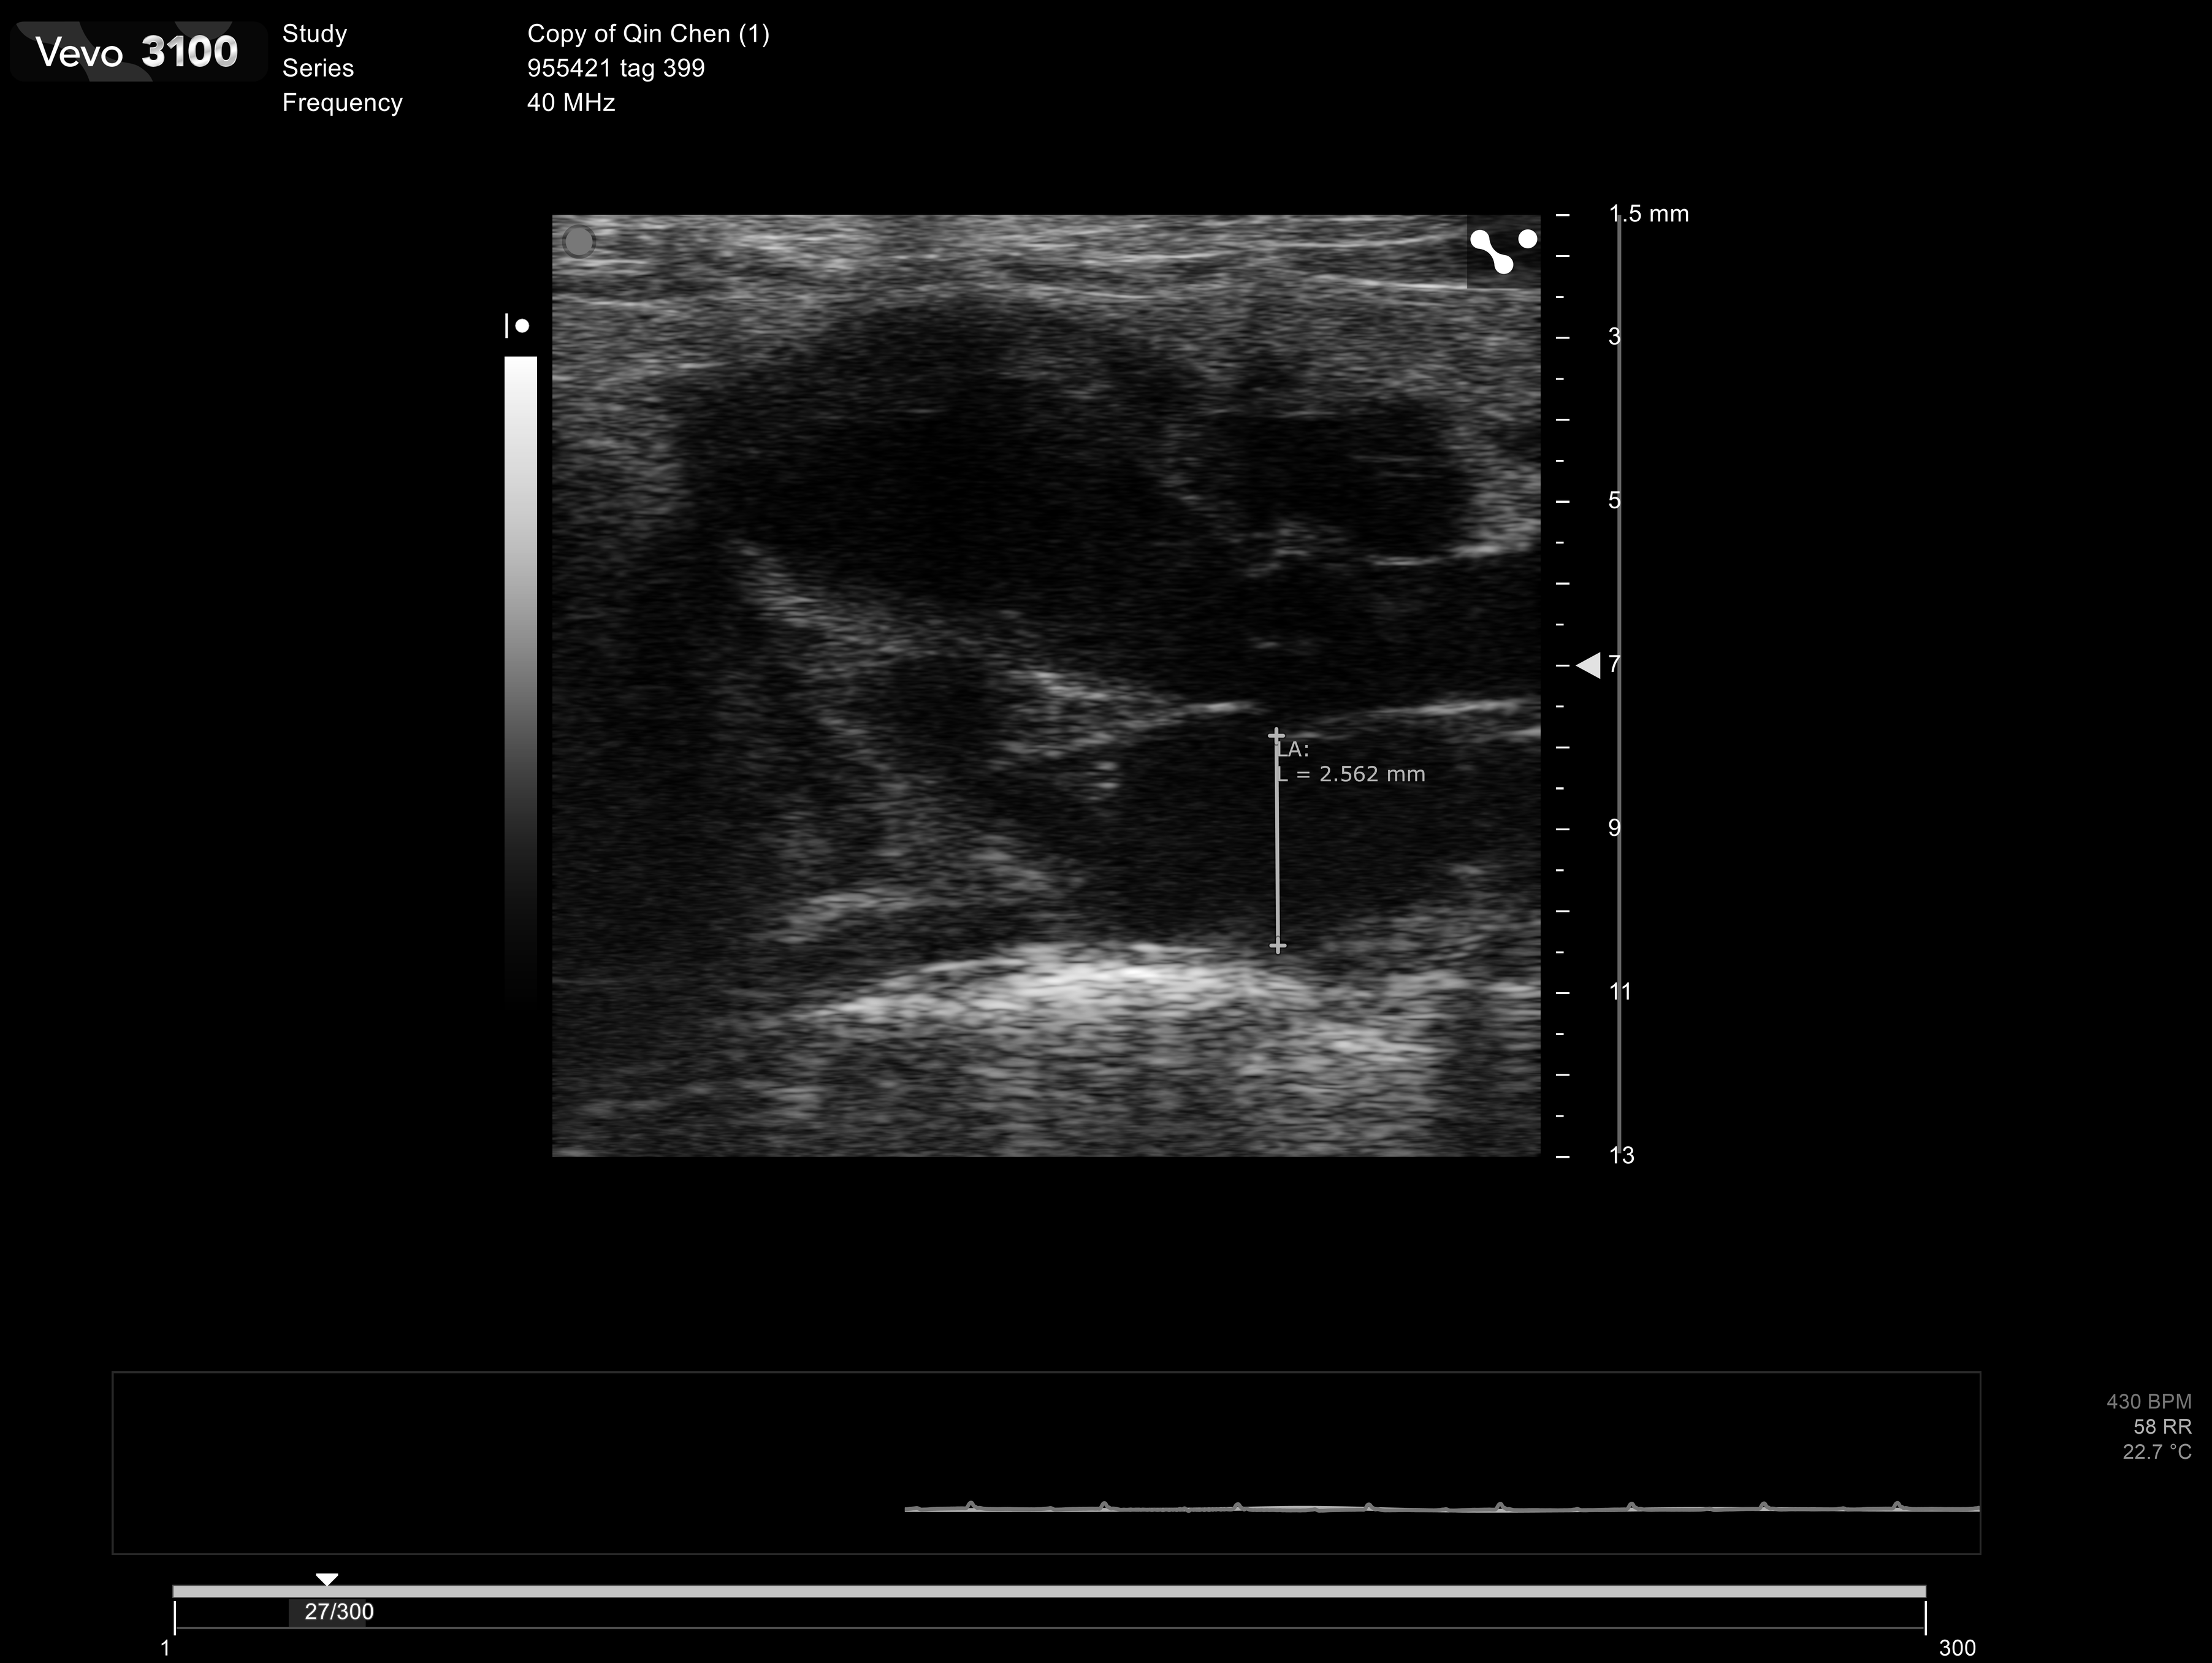 Vevo 3100
Study Copy of Qin Chen (1)
Series 955421 tag 399
Frequency 40 MHz
1.5 mm
3
5
7
LA:
L = 2.562 mm
9
11
13
430 BPM
58 RR
22.7 °C
27/300
1 300